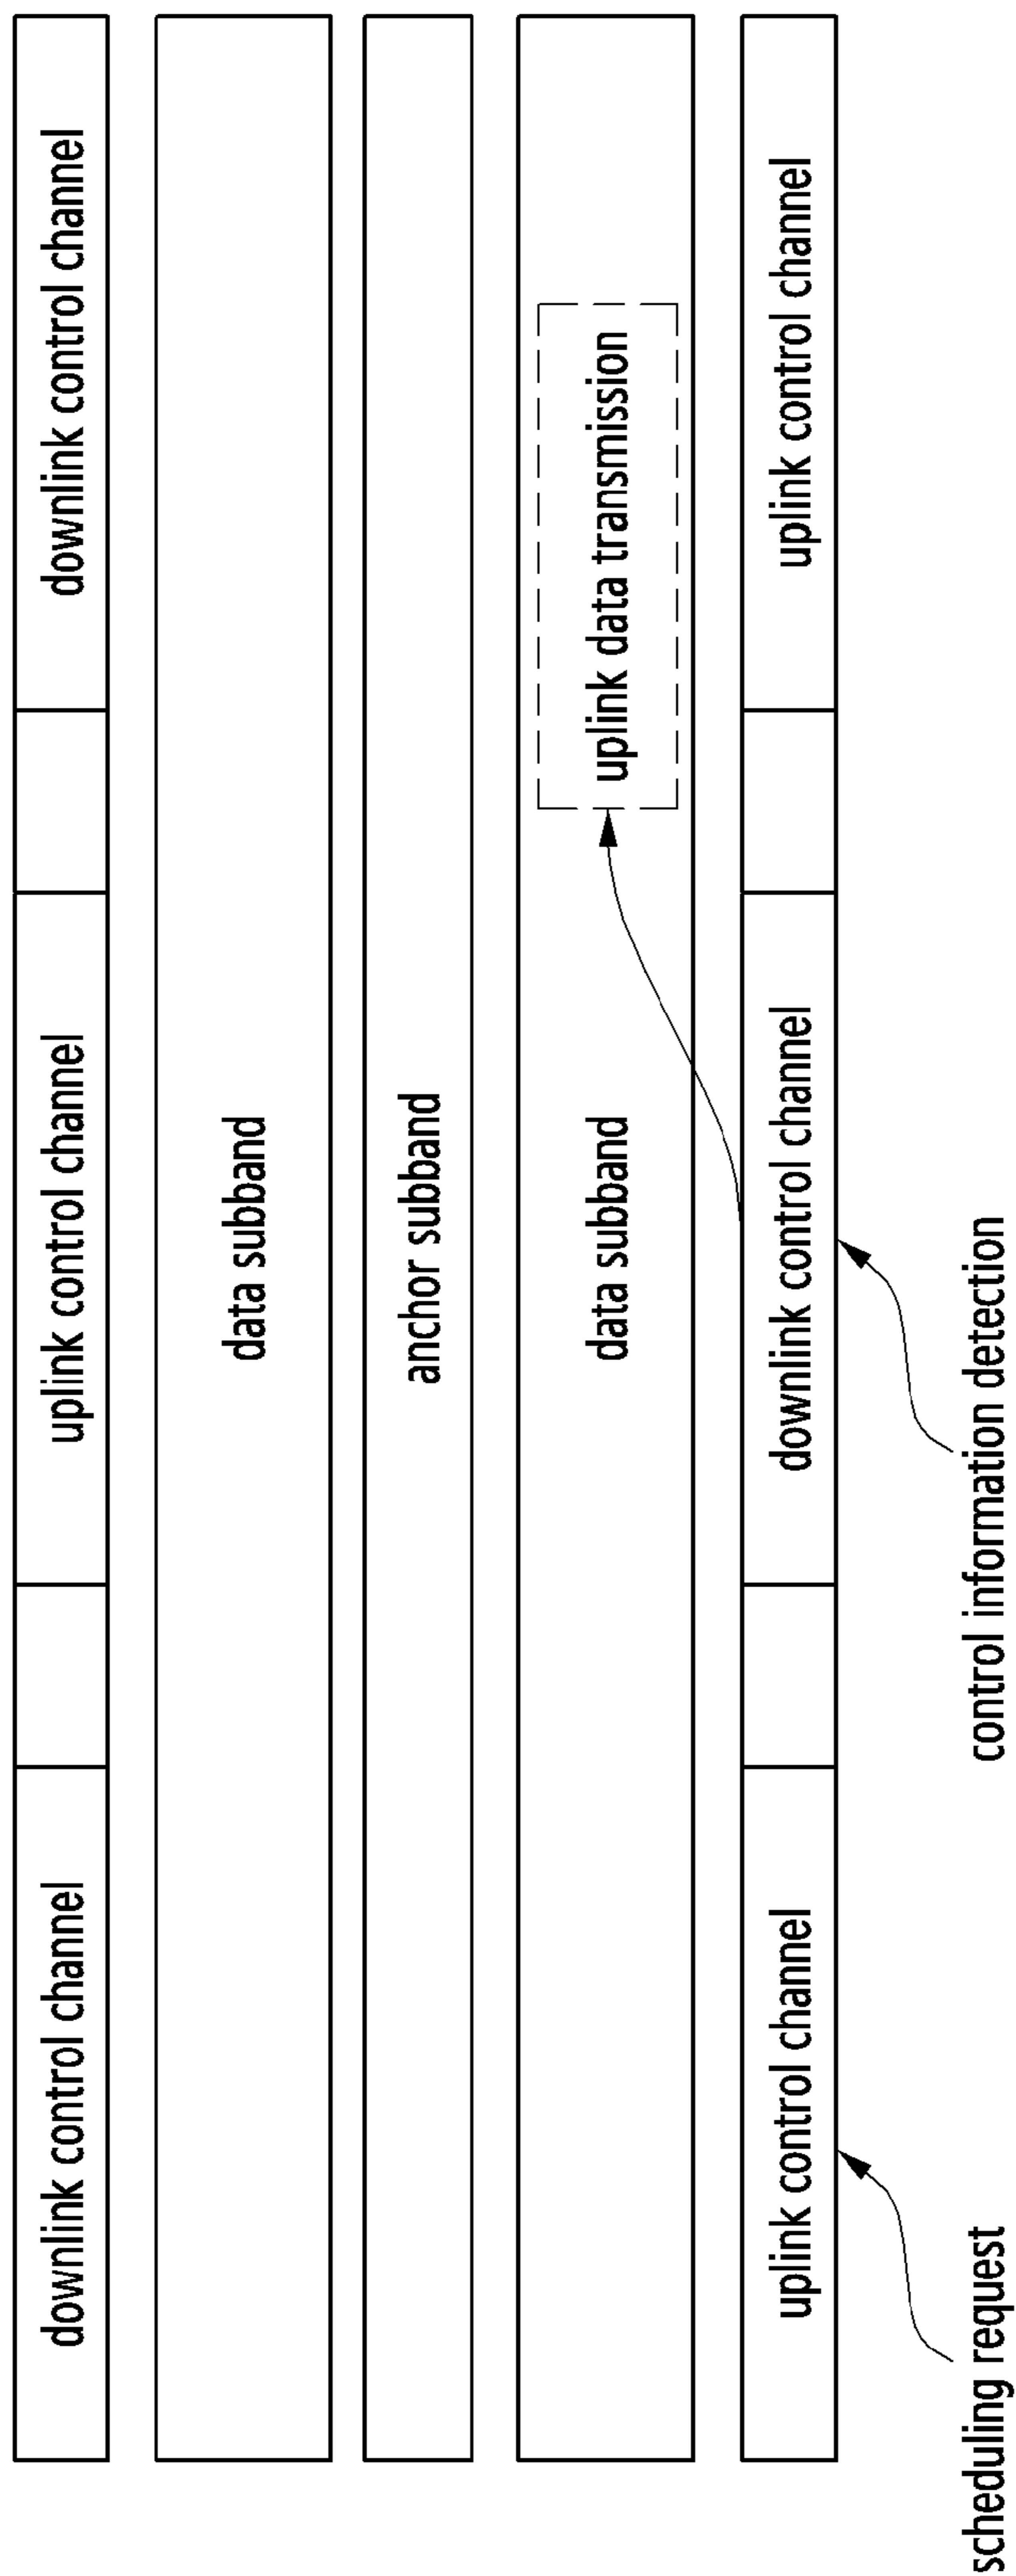 downlink control channel
uplink control channel
downlink control channel
data subband
anchor subband
data subband
uplink data transmission
uplink control channel
downlink control channel
uplink control channel
scheduling request
control information detection